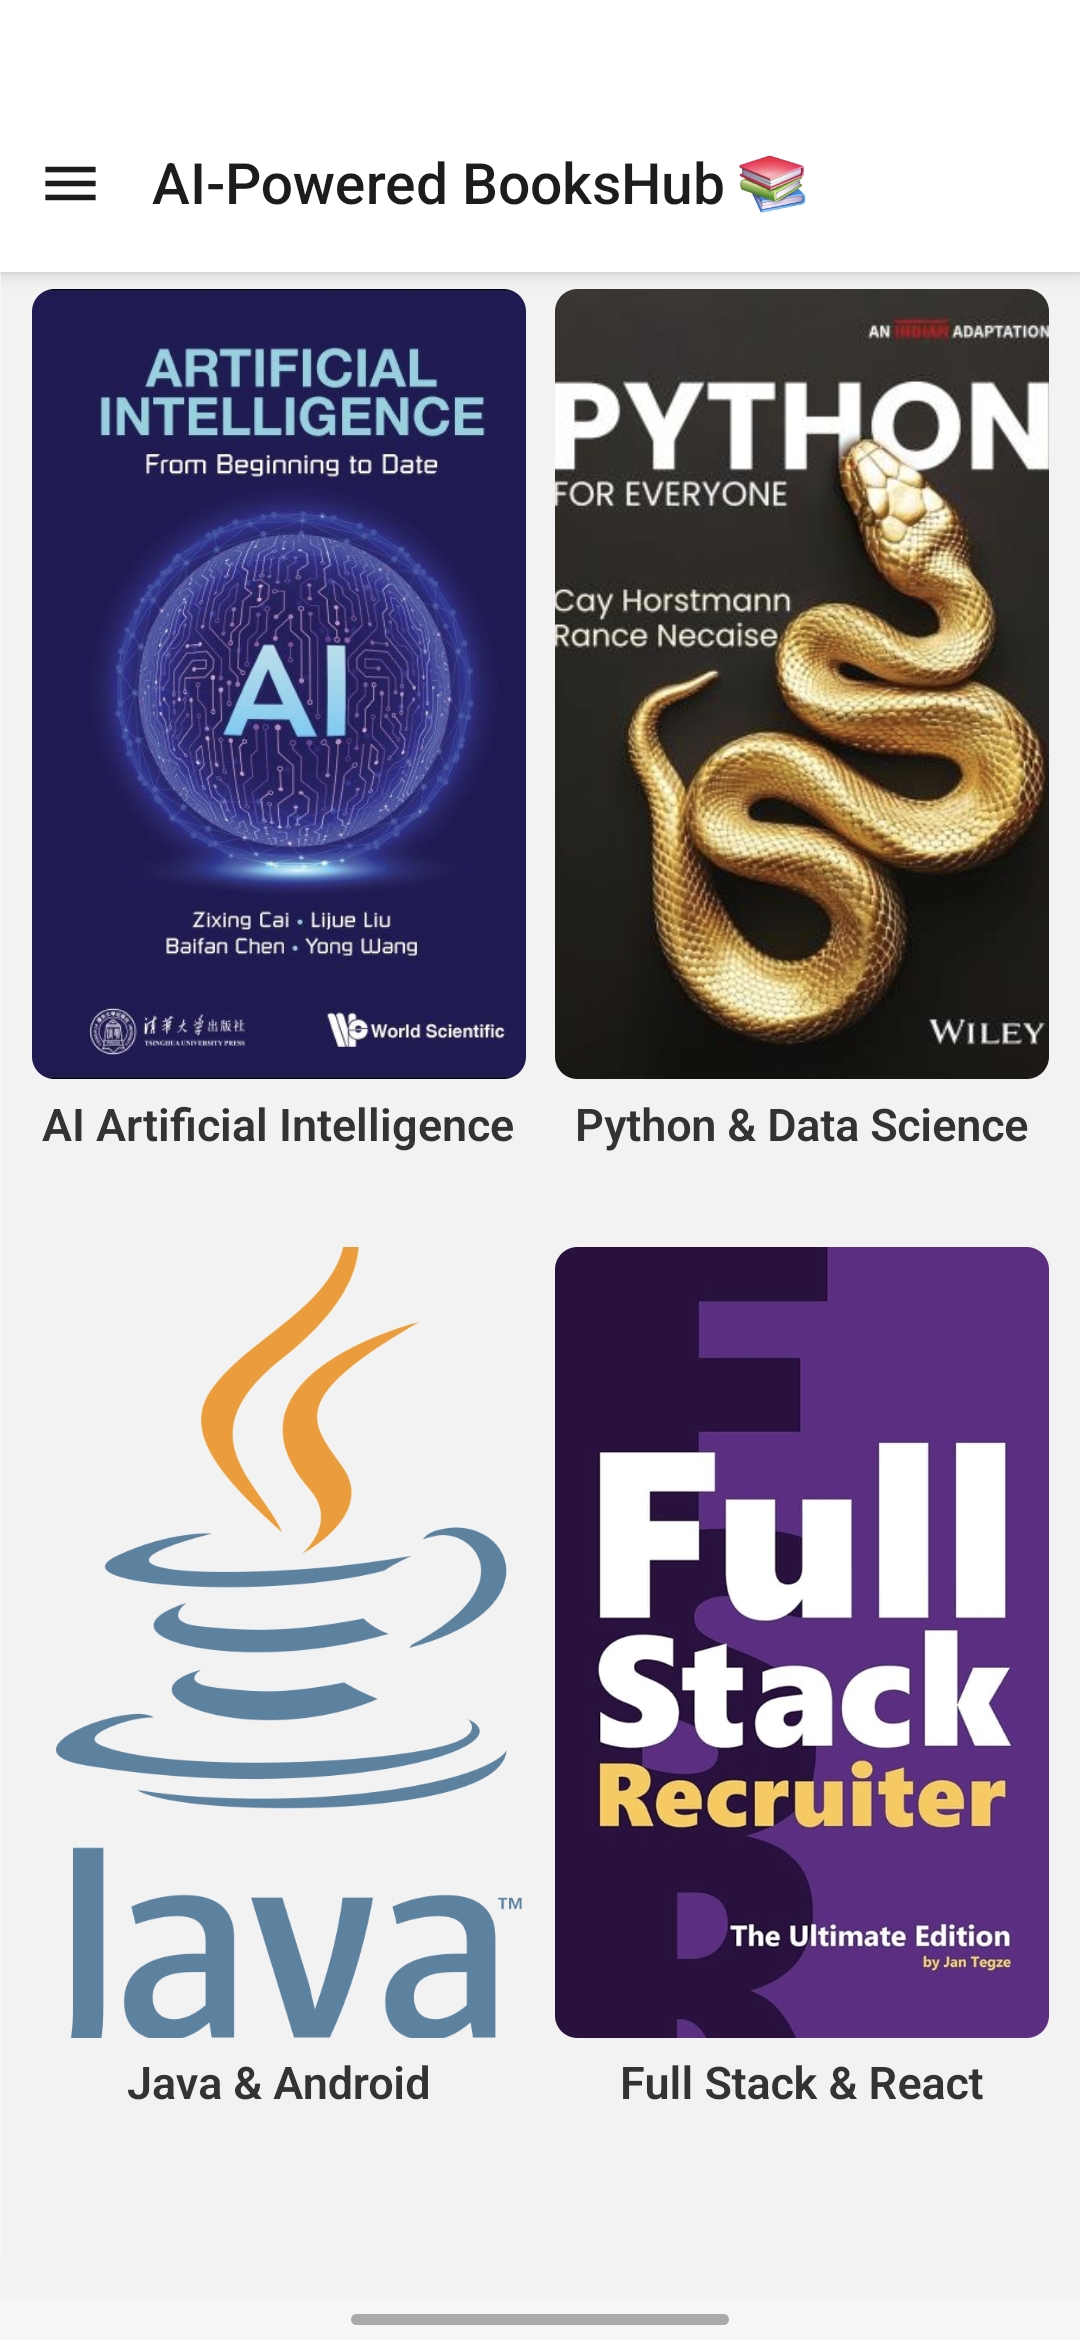 AI-Powered BooksHub
ARTIFICIAL
INTELLIGENCE
From Beginning to Date
AI
Zixing Cai • Lijue Liu
Baifan Chen • Yong Wang
清华大学出版社
TSINGHUA UNIVERSITY PRESS
World Scientific
AN INDIAN ADAPTATION
PYTHON
FOR EVERYONE
Cay Horstmann
Rance Necaise
WILEY
AI Artificial Intelligence
Python & Data Science
Java
TM
Full
Stack
Recruiter
The Ultimate Edition
by Jan Tegze
Java & Android
Full Stack & React